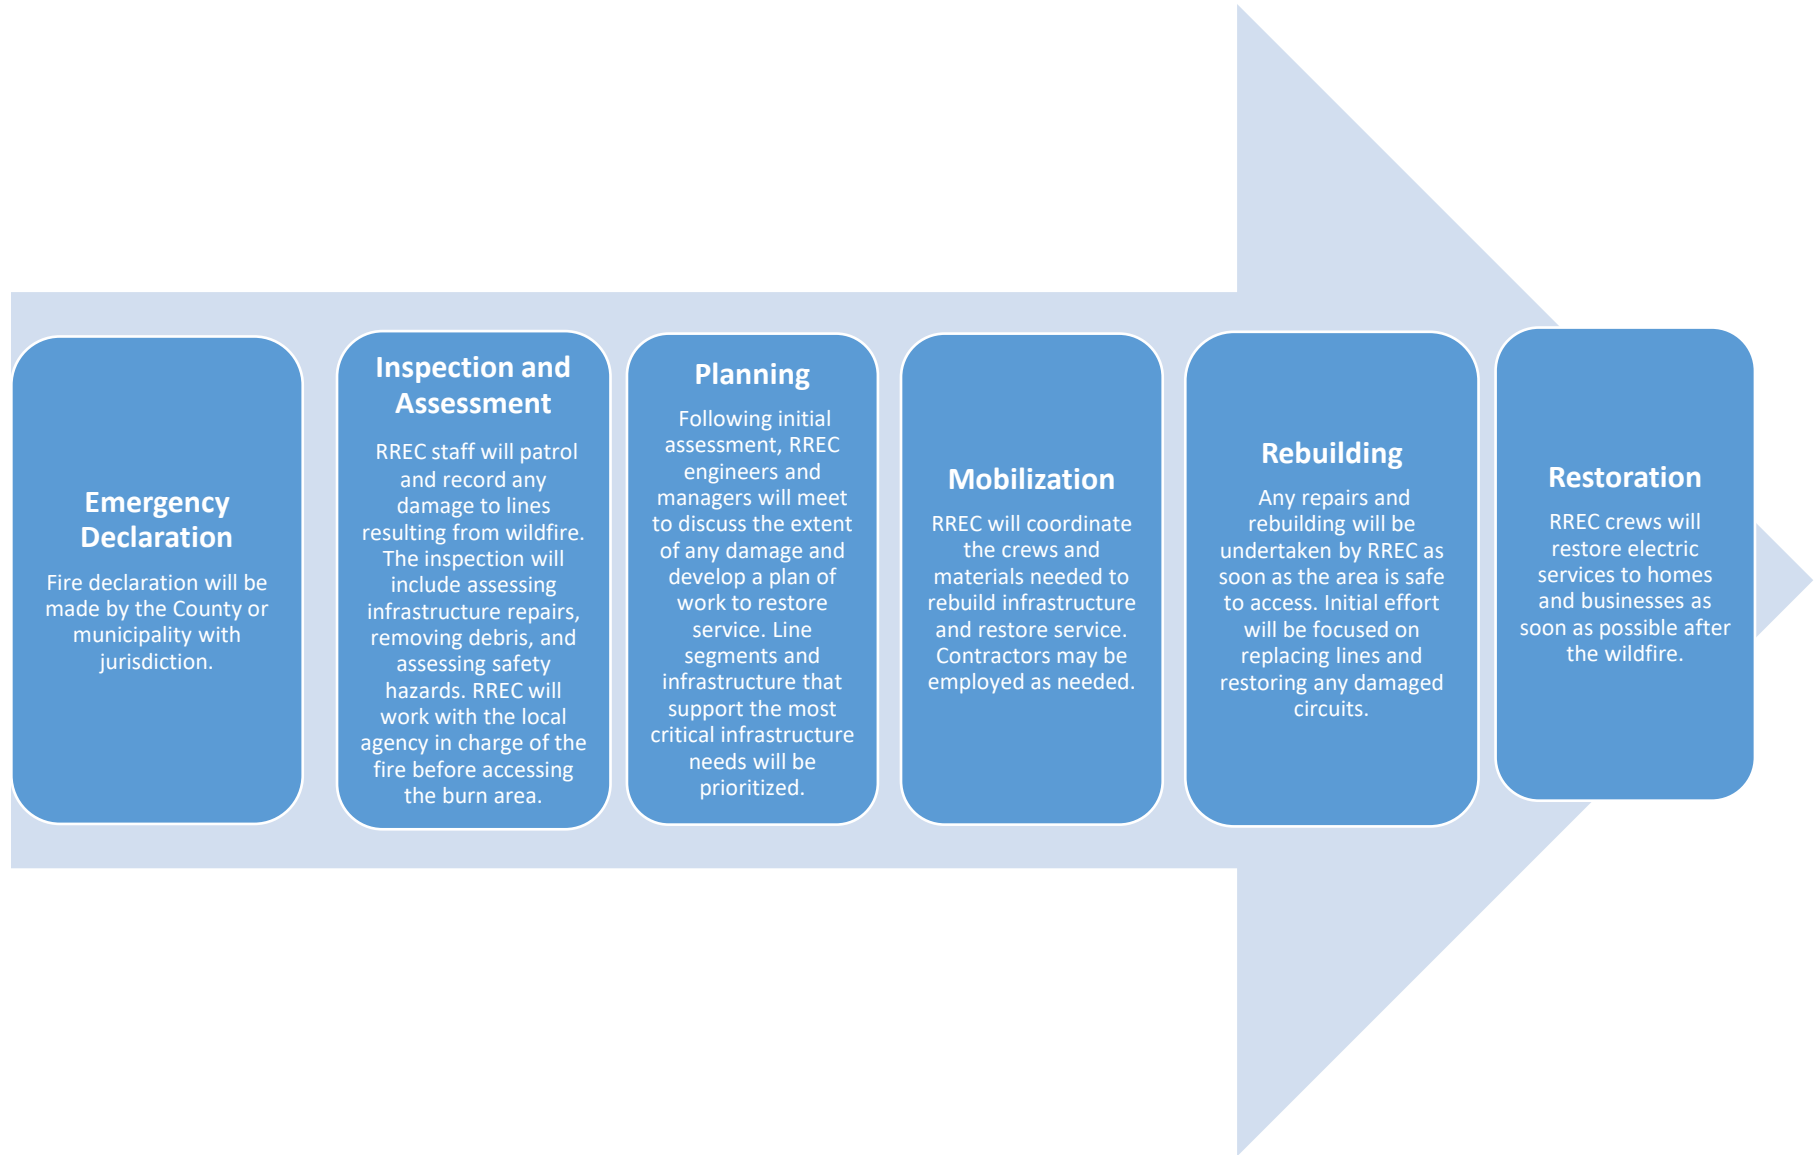 Emergency
Declaration
Fire declaration will be
made by the County or
municipality with
jurisdiction.
Inspection and
Assessment
RREC staff will patrol
and record any
damage to lines
resulting from wildfire.
The inspection will
include assessing
infrastructure repairs,
removing debris, and
assessing safety
hazards. RREC will
work with the local
agency in charge of the
fire before accessing
the burn area.
Planning
Following initial
assessment, RREC
engineers and
managers will meet
to discuss the extent
of any damage and
develop a plan of
work to restore
service. Line
segments and
infrastructure that
support the most
critical infrastructure
needs will be
prioritized.
Mobilization
RREC will coordinate
the crews and
materials needed to
rebuild infrastructure
and restore service.
Contractors may be
employed as needed.
Rebuilding
Any repairs and
rebuilding will be
undertaken by RREC as
soon as the area is safe
to access. Initial effort
will be focused on
replacing lines and
restoring any damaged
circuits.
Restoration
RREC crews will
restore electric
services to homes
and businesses as
soon as possible after
the wildfire.